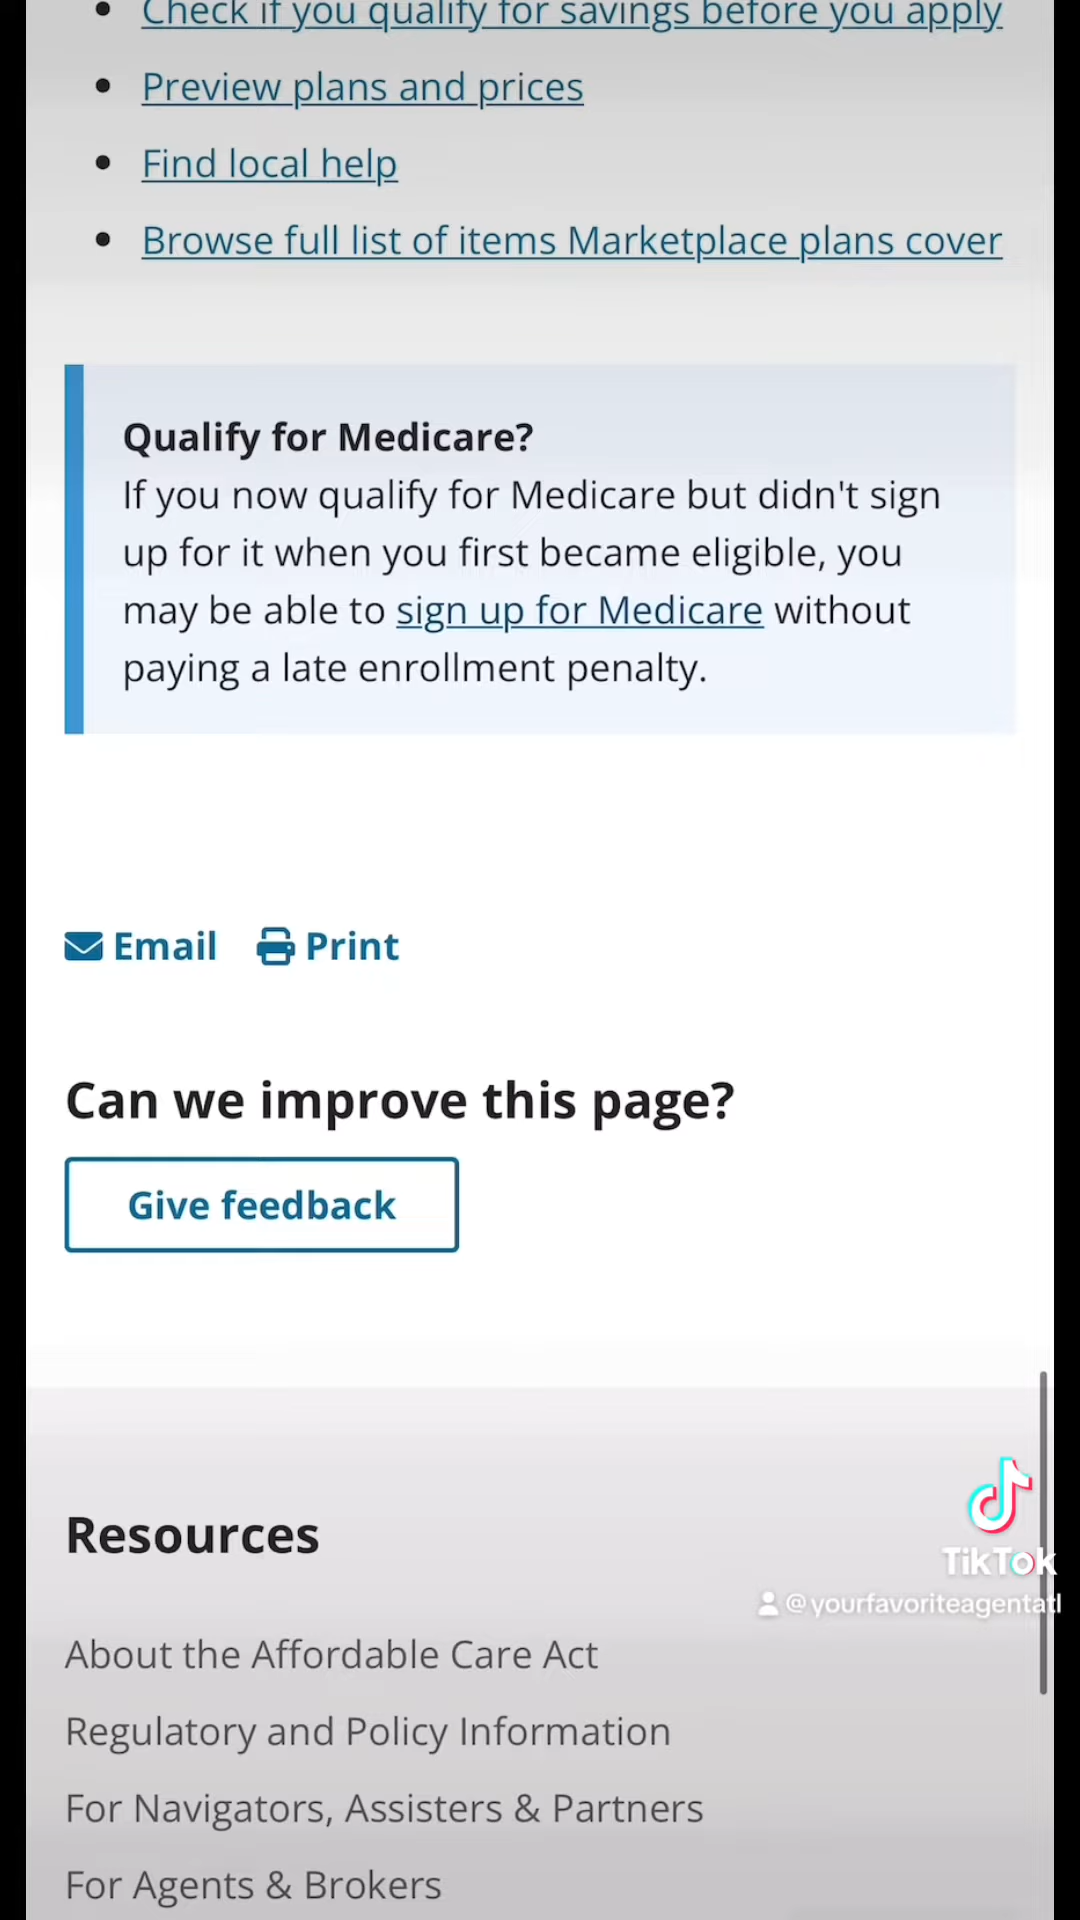 Check if you qualify for savings before you apply
Preview plans and prices
Find local help
Browse full list of items Marketplace plans cover
Qualify for Medicare?
If you now qualify for Medicare but didn't sign
up for it when you first became eligible, you
may be able to sign up for Medicare without
paying a late enrollment penalty.
Email Print
Can we improve this page?
Give feedback
Resources
TikTok
@yourfavoriteagentatl
About the Affordable Care Act
Regulatory and Policy Information
For Navigators, Assisters & Partners
For Agents & Brokers